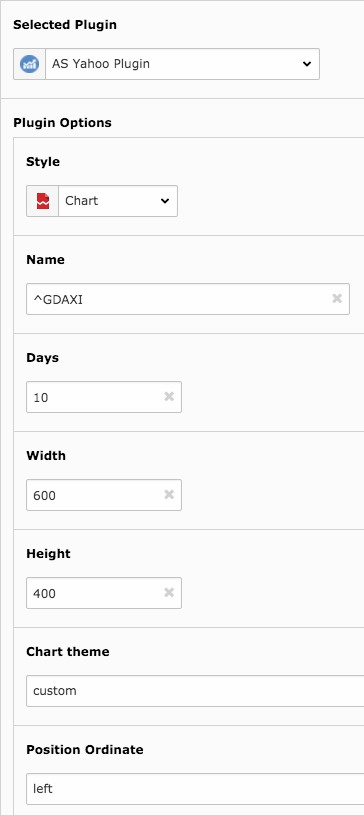 Selected Plugin
AS Yahoo Plugin
Plugin Options
Style
Chart
Name
^GDAXI
Days
10
Width
600
Height
400
Chart theme
custom
Position Ordinate
left